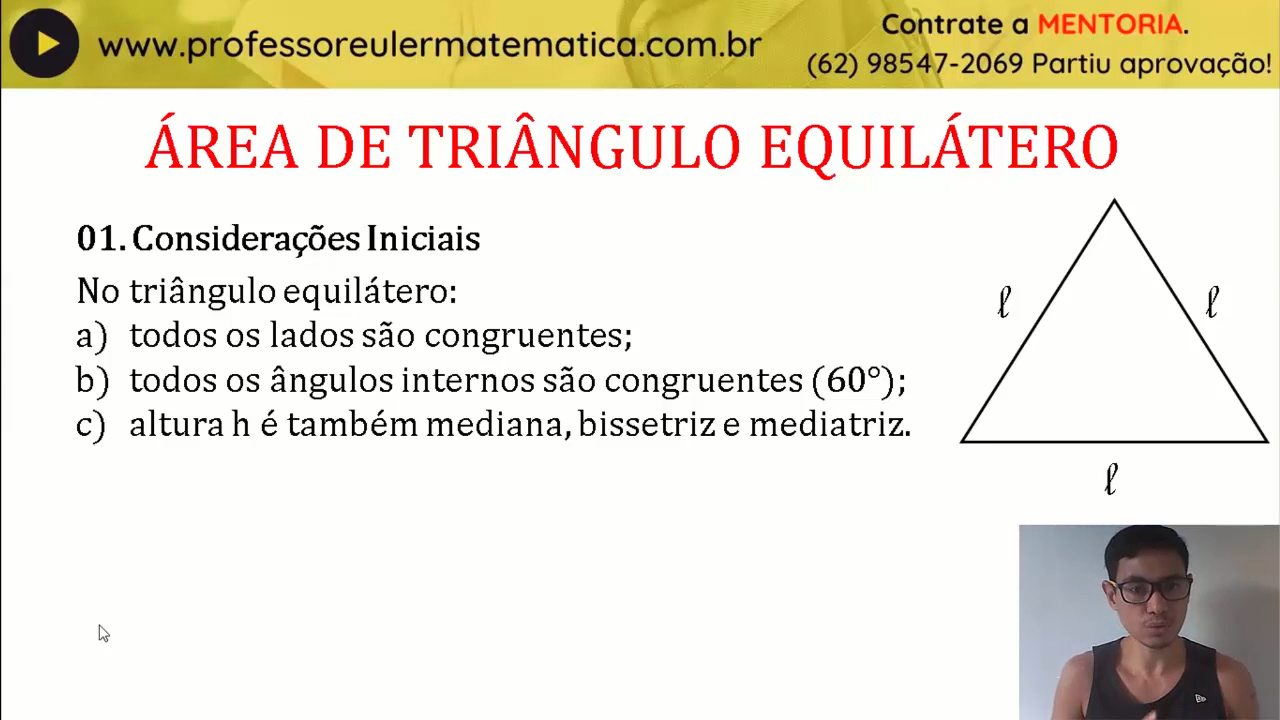 www.professoreulermatematica.com.br
Contrate a MENTORIA.
(62) 98547-2069 Partiu aprovação!
ÁREA DE TRIÂNGULO EQUILÁTERO
01. Considerações Iniciais
No triângulo equilátero:
a) todos os lados são congruentes;
b) todos os ângulos internos são congruentes (60°);
c) altura h é também mediana, bissetriz e mediatriz.
ℓ
ℓ
ℓ